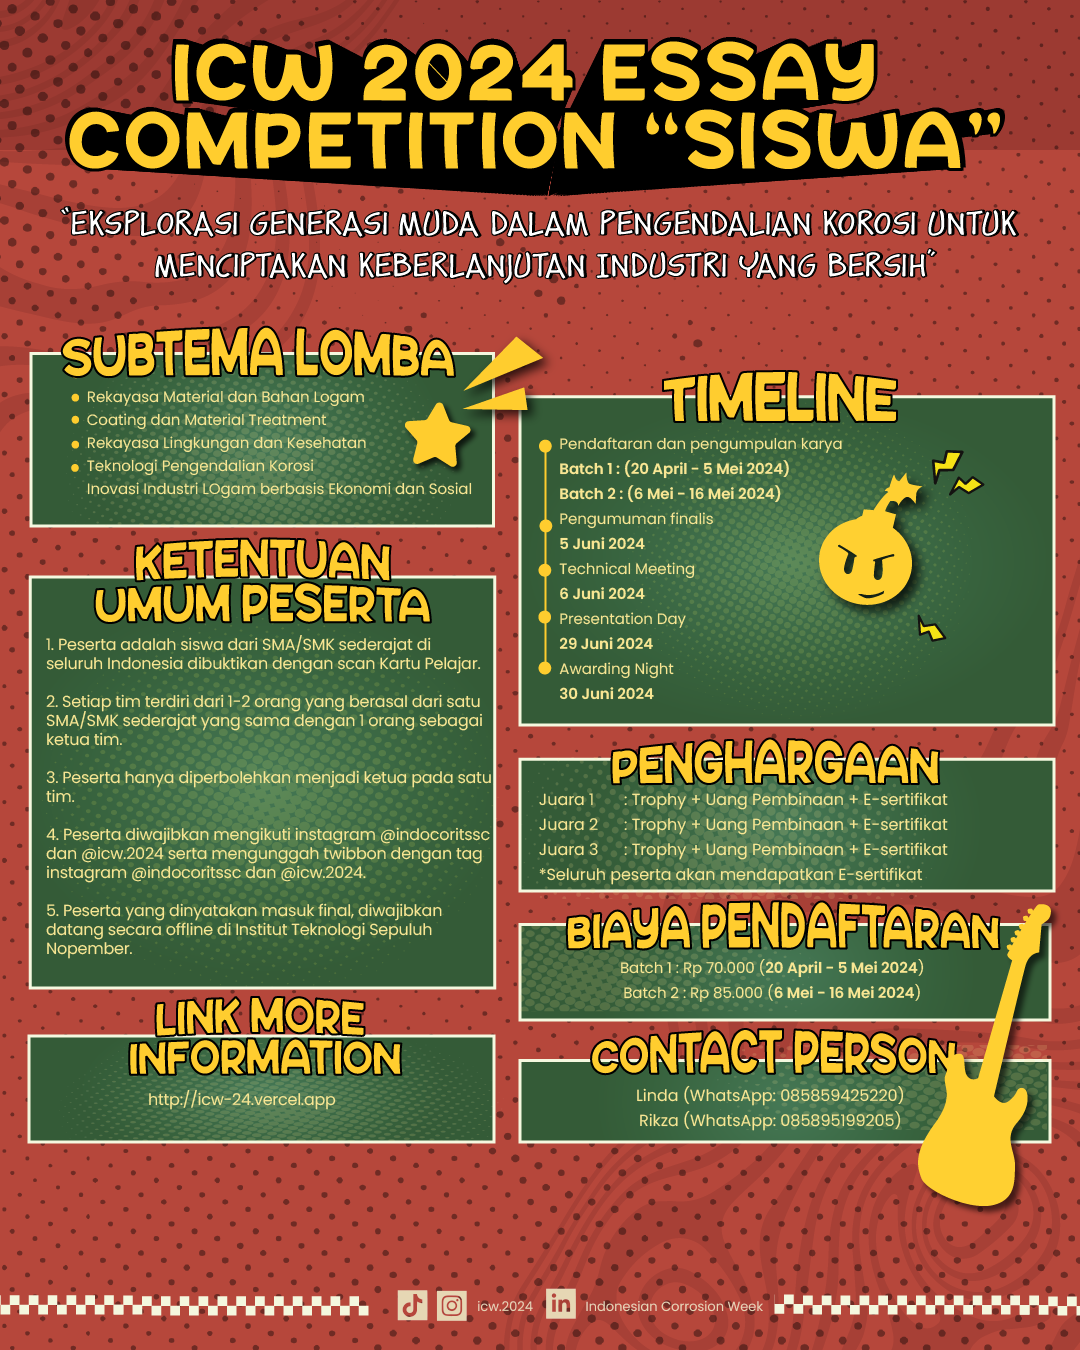 ICW 2024 ESSAY
COMPETITION “SISWA”
“EKSPLORASI GENERASI MUDA DALAM PENGENDALIAN KOROSI UNTUK
MENCIPTAKAN KEBERLANJUTAN INDUSTRI YANG BERSIH”
SUBTEMA LOMBA
Rekayasa Material dan Bahan Logam
Coating dan Material Treatment
Rekayasa Lingkungan dan Kesehatan
Teknologi Pengendalian Korosi
Inovasi Industri LOgam berbasis Ekonomi dan Sosial
KETENTUAN
UMUM PESERTA
1. Peserta adalah siswa dari SMA/SMK sederajat di
seluruh Indonesia dibuktikan dengan scan Kartu Pelajar.
2. Setiap tim terdiri dari 1-2 orang yang berasal dari satu
SMA/SMK sederajat yang sama dengan 1 orang sebagai
ketua tim.
3. Peserta hanya diperbolehkan menjadi ketua pada satu
tim.
4. Peserta diwajibkan mengikuti instagram @indocoritssc
dan @icw.2024 serta mengunggah twibbon dengan tag
instagram @indocoritssc dan @icw.2024.
5. Peserta yang dinyatakan masuk final, diwajibkan
datang secara offline di Institut Teknologi Sepuluh
Nopember.
LINK MORE
INFORMATION
http://icw-24.vercel.app
TIMELINE
Pendaftaran dan pengumpulan karya
Batch 1 : (20 April - 5 Mei 2024)
Batch 2 : (6 Mei - 16 Mei 2024)
Pengumuman finalis
5 Juni 2024
Technical Meeting
6 Juni 2024
Presentation Day
29 Juni 2024
Awarding Night
30 Juni 2024
PENGHARGAAN
Juara 1 : Trophy + Uang Pembinaan + E-sertifikat
Juara 2 : Trophy + Uang Pembinaan + E-sertifikat
Juara 3 : Trophy + Uang Pembinaan + E-sertifikat
*Seluruh peserta akan mendapatkan E-sertifikat
BIAYA PENDAFTARAN
Batch 1 : Rp 70.000 (20 April - 5 Mei 2024)
Batch 2 : Rp 85.000 (6 Mei - 16 Mei 2024)
CONTACT PERSON
Linda (WhatsApp: 085859425220)
Rikza (WhatsApp: 085895199205)
icw.2024 in Indonesian Corrosion Week